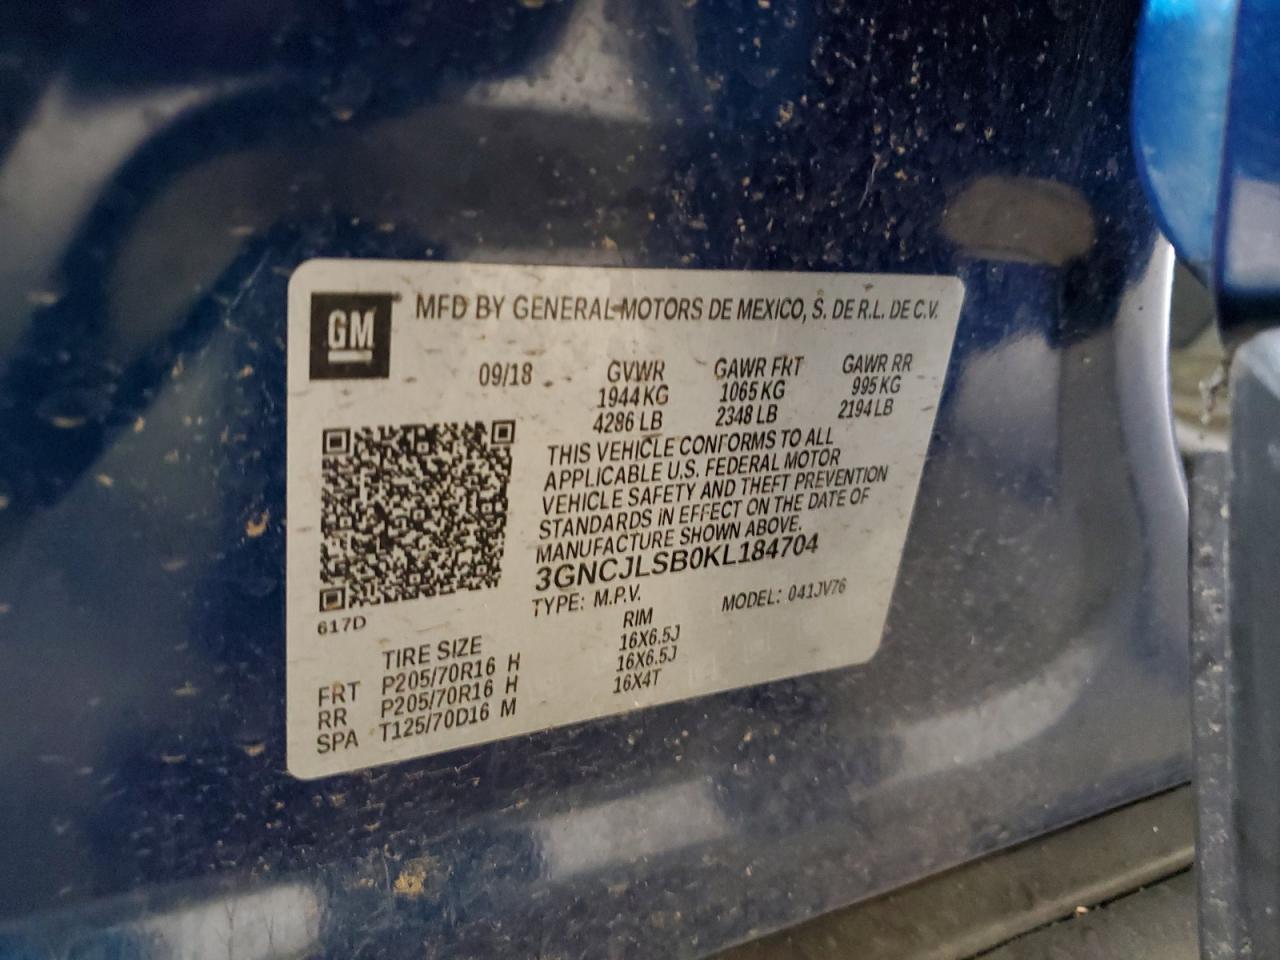 GM
MFD BY GENERAL MOTORS DE MEXICO, S. DE R.L. DE C.V.
09/18 GVWR GAWR FRT GAWR RR
1944 KG 1065 KG 995 KG
4286 LB 2348 LB 2194 LB
THIS VEHICLE CONFORMS TO ALL
APPLICABLE U.S. FEDERAL MOTOR
VEHICLE SAFETY AND THEFT PREVENTION
STANDARDS IN EFFECT ON THE DATE OF
MANUFACTURE SHOWN ABOVE.
3GNCJLSB0KL184704
TYPE: M.P.V. MODEL: 041JV76
617D
TIRE SIZE RIM
FRT P205/70R16 H 16X6.5J
RR P205/70R16 H 16X6.5J
SPA T125/70D16 M 16X4T